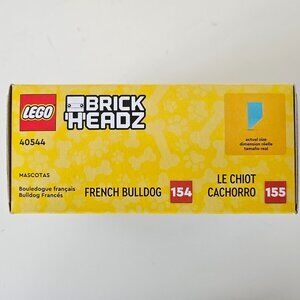 LEGO
BRICK
HEADZ
40544
actual size
dimension réelle
tamaño real
MASCOTAS
Bouledogue français
Bulldog Francés
FRENCH BULLDOG 154
LE CHIOT
CACHORRO 155